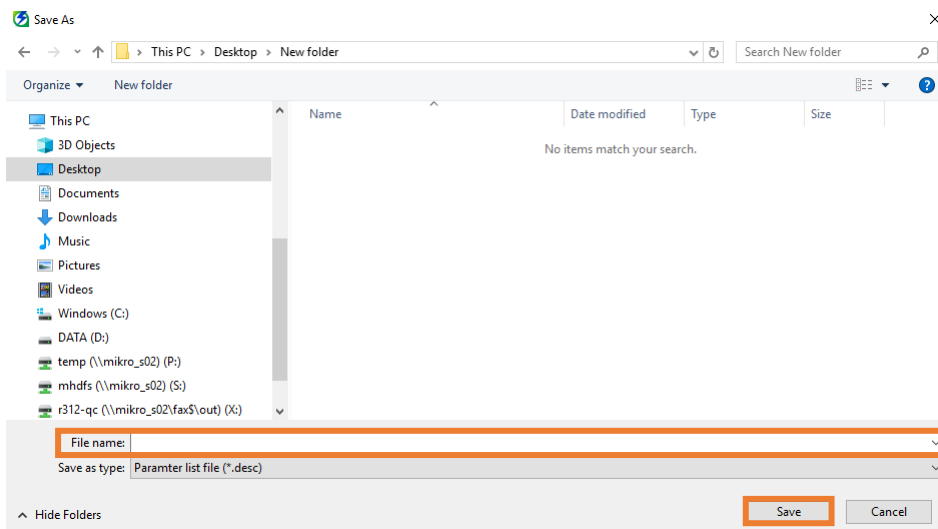 Save As
This PC > Desktop > New folder
Search New folder
Organize
New folder
Name
Date modified
Type
Size
No items match your search.
This PC
3D Objects
Desktop
Documents
Downloads
Music
Pictures
Videos
Windows (C:)
DATA (D:)
temp (\\mikro_s02) (P:)
mhdfs (\\mikro_s02) (S:)
r312-qc (\\mikro_s02\fax$\out) (X:)
File name:
Save as type: Paramter list file (*.desc)
Hide Folders
Save
Cancel